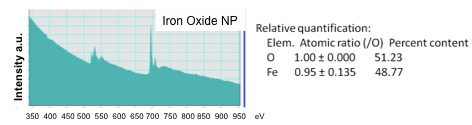 Iron Oxide NP
Intensity a.u.
350 400 450 500 550 600 650 700 750 800 850 900 950 eV
Relative quantification:
Elem. Atomic ratio (/O) Percent content
O 1.00 ± 0.000 51.23
Fe 0.95 ± 0.135 48.77